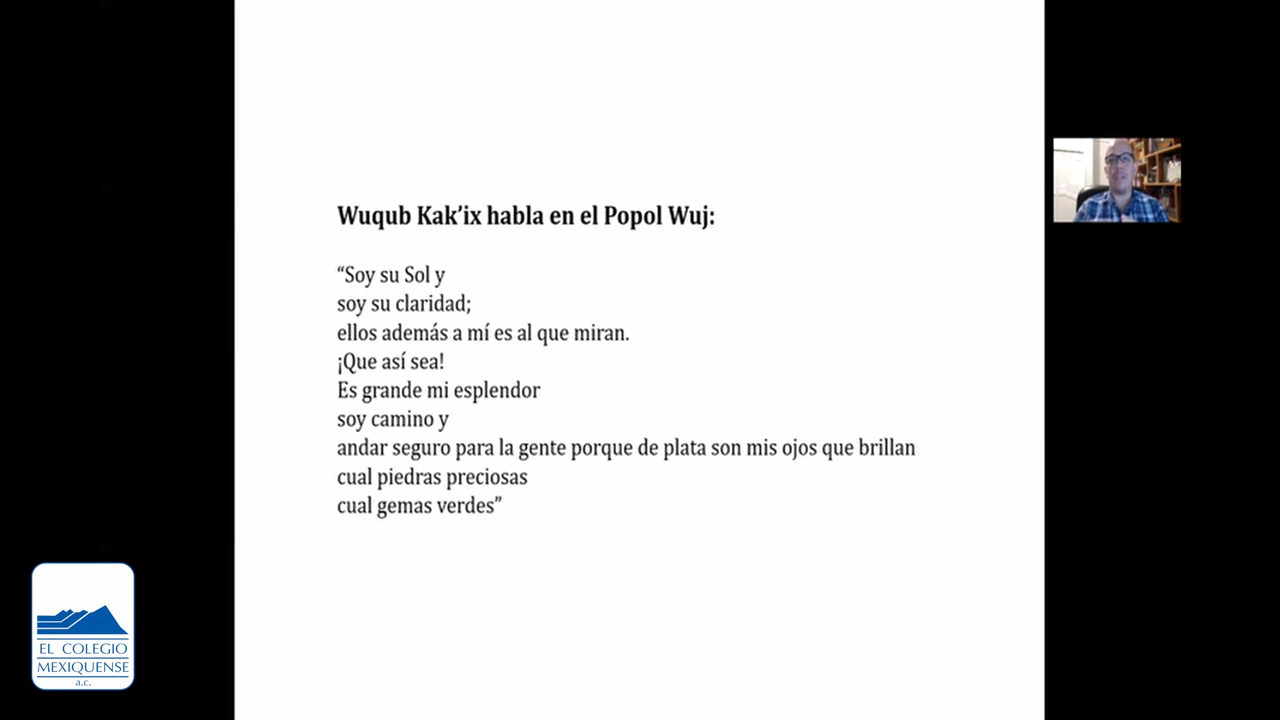 Wuqub Kak’ix habla en el Popol Wuj:
“Soy su Sol y
soy su claridad;
ellos además a mí es al que miran.
¡Que así sea!
Es grande mi esplendor
soy camino y
andar seguro para la gente porque de plata son mis ojos que brillan
cual piedras preciosas
cual gemas verdes”
EL COLEGIO
MEXIQUENSE
a.c.